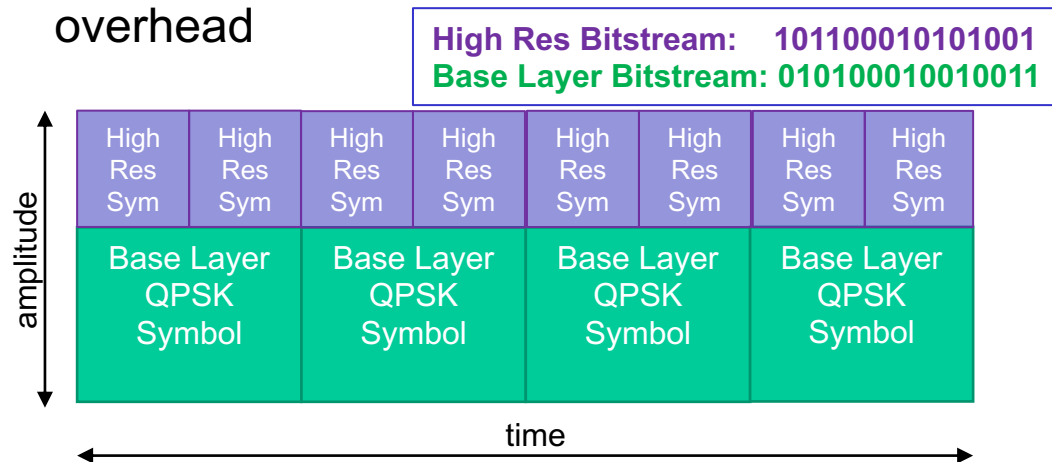 overhead
High Res Bitstream: 101100010101001
Base Layer Bitstream: 010100010010011
amplitude
High
Res
Sym
High
Res
Sym
High
Res
Sym
High
Res
Sym
High
Res
Sym
High
Res
Sym
High
Res
Sym
High
Res
Sym
Base Layer
QPSK
Symbol
Base Layer
QPSK
Symbol
Base Layer
QPSK
Symbol
Base Layer
QPSK
Symbol
time